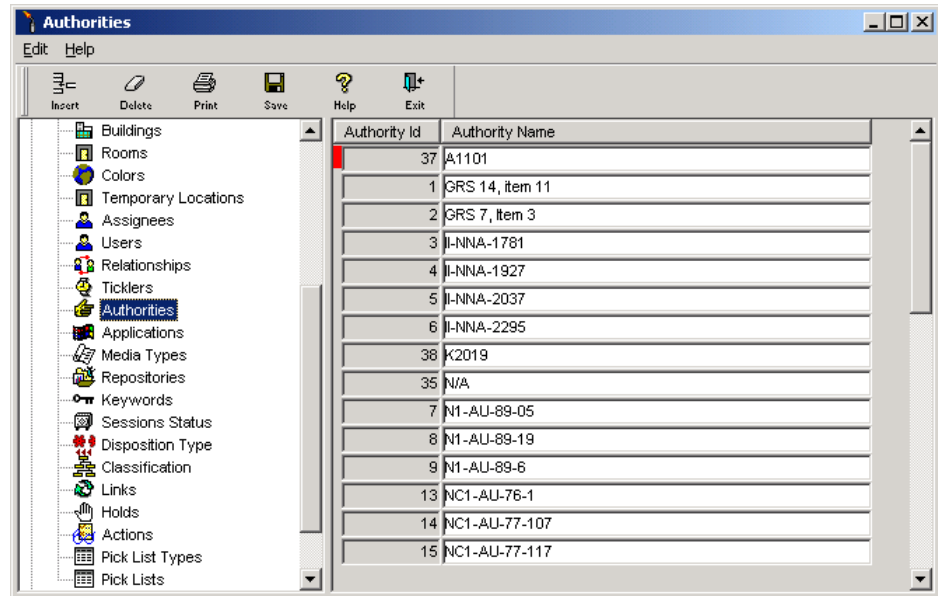 Authorities
Edit Help
Insert Delete Print Save Help Exit
Buildings
Rooms
Colors
Temporary Locations
Assignees
Users
Relationships
Ticklers
Authorities
Applications
Media Types
Repositories
Keywords
Sessions Status
Disposition Type
Classification
Links
Holds
Actions
Pick List Types
Pick Lists
Authority Id Authority Name
37 A1101
1 GRS 14, item 11
2 GRS 7, Item 3
3 II-NNA-1781
4 II-NNA-1927
5 II-NNA-2037
6 II-NNA-2295
38 K2019
35 N/A
7 N1-AU-89-05
8 N1-AU-89-19
9 N1-AU-89-6
13 NC1-AU-76-1
14 NC1-AU-77-107
15 NC1-AU-77-117